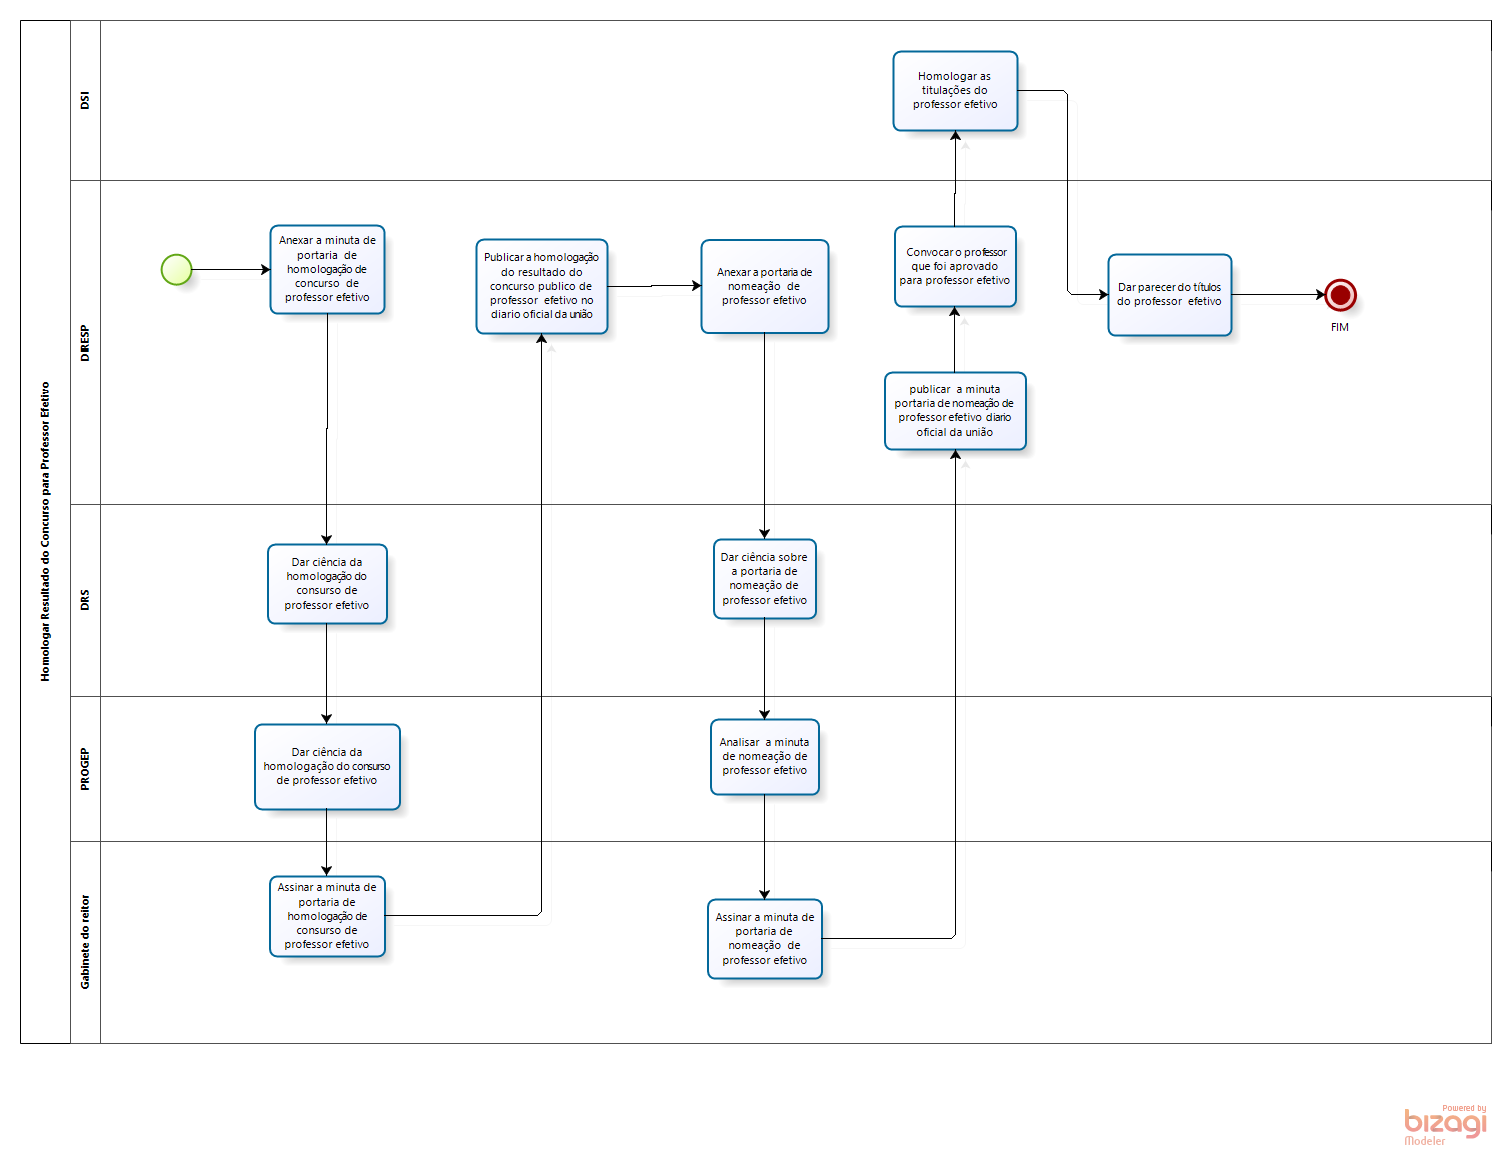 Homologar Resultado do Concurso para Professor Efetivo
DSI
Homologar as
titulações do
professor efetivo
DIRESP
Anexar a minuta de
portaria de
homologação de
concurso de
professor efetivo
Publicar a homologação
do resultado do
concurso publico de
professor efetivo no
diario oficial da união
Anexar a portaria de
nomeação de
professor efetivo
Convocar o professor
que foi aprovado
para professor efetivo
publicar a minuta
portaria de nomeação de
professor efetivo diario
oficial da união
Dar parecer do títulos
do professor efetivo
FIM
DRS
Dar ciência da
homologação do
consurso de
professor efetivo
Dar ciência sobre
a portaria de
nomeação de
professor efetivo
PROGEP
Dar ciência da
homologação do consurso
de professor efetivo
Analisar a minuta
de nomeação de
professor efetivo
Gabinete do reitor
Assinar a minuta de
portaria de
homologação de
consurso de
professor efetivo
Assinar a minuta de
portaria de
nomeação de
professor efetivo
Powered by
bizagi
Modeler